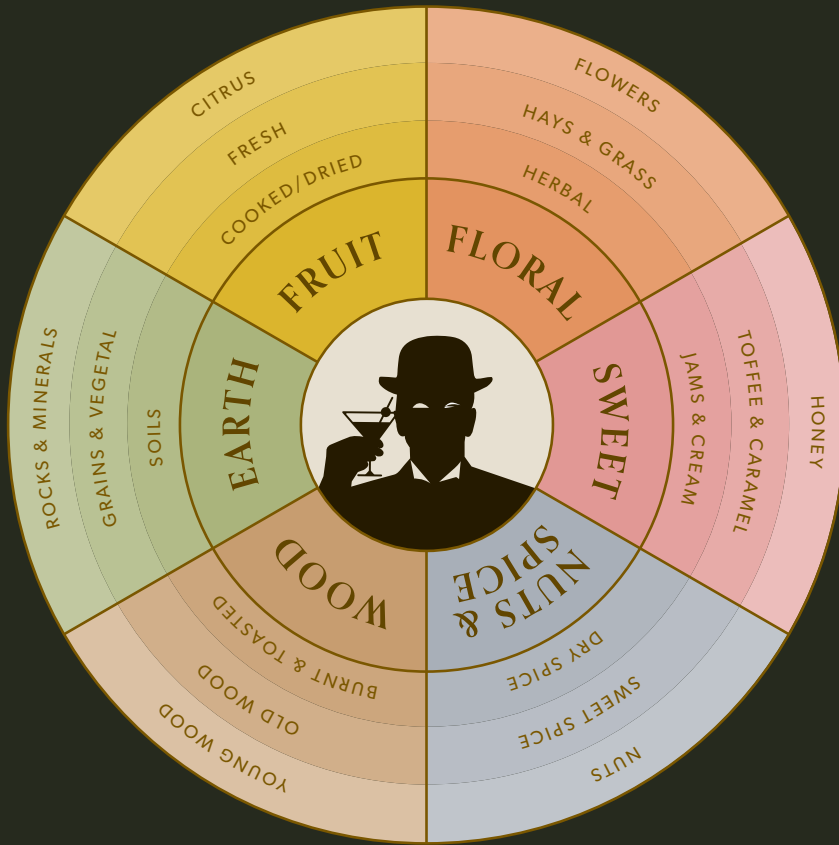 FRUIT
COOKED/DRIED
FRESH
CITRUS
FLORAL
HERBAL
HAYS & GRASS
FLOWERS
SWEET
JAMS & CREAM
TOFFEE & CARAMEL
HONEY
NUTS &
SPICE
DRY SPICE
SWEET SPICE
NUTS
WOOD
BURNT & TOASTED
OLD WOOD
YOUNG WOOD
EARTH
SOILS
GRAINS & VEGETAL
ROCKS & MINERALS